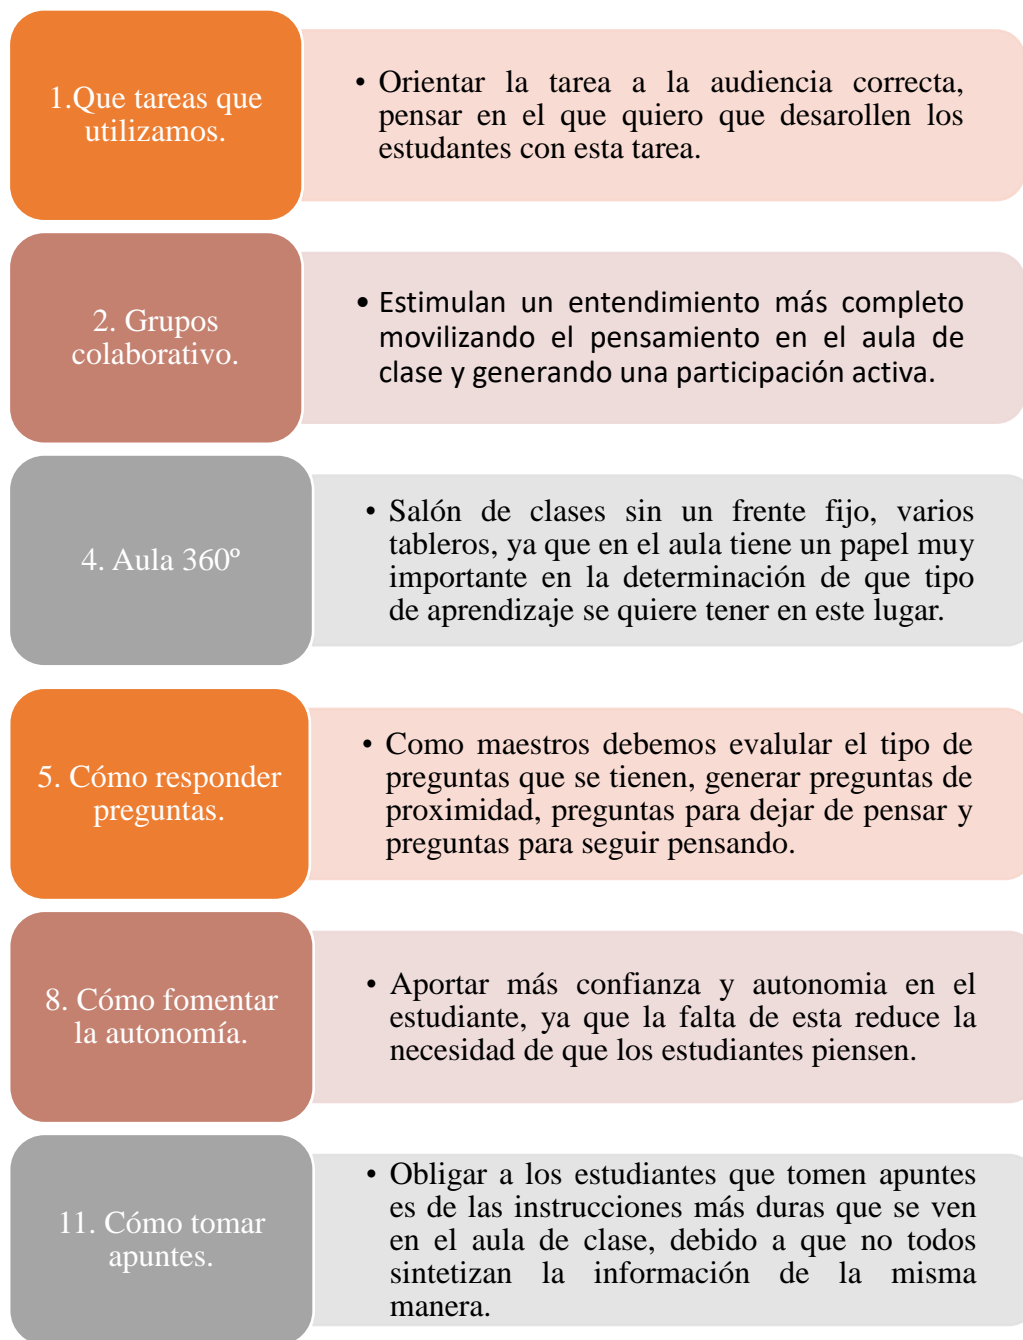 1.Que tareas que
utilizamos.
• Orientar la tarea a la audiencia correcta,
pensar en el que quiero que desarollen los
estudiantes con esta tarea.
2. Grupos
colaborativo.
• Estimulan un entendimiento más completo
movilizando el pensamiento en el aula de
clase y generando una participación activa.
4. Aula 360º
• Salón de clases sin un frente fijo, varios
tableros, ya que en el aula tiene un papel muy
importante en la determinación de que tipo
de aprendizaje se quiere tener en este lugar.
5. Cómo responder
preguntas.
• Como maestros debemos evalular el tipo de
preguntas que se tienen, generar preguntas de
proximidad, preguntas para dejar de pensar y
preguntas para seguir pensando.
8. Cómo fomentar
la autonomía.
• Aportar más confianza y autonomia en el
estudiante, ya que la falta de esta reduce la
necesidad de que los estudiantes piensen.
11. Cómo tomar
apuntes.
• Obligar a los estudiantes que tomen apuntes
es de las instrucciones más duras que se ven
en el aula de clase, debido a que no todos
sintetizan la información de la misma
manera.